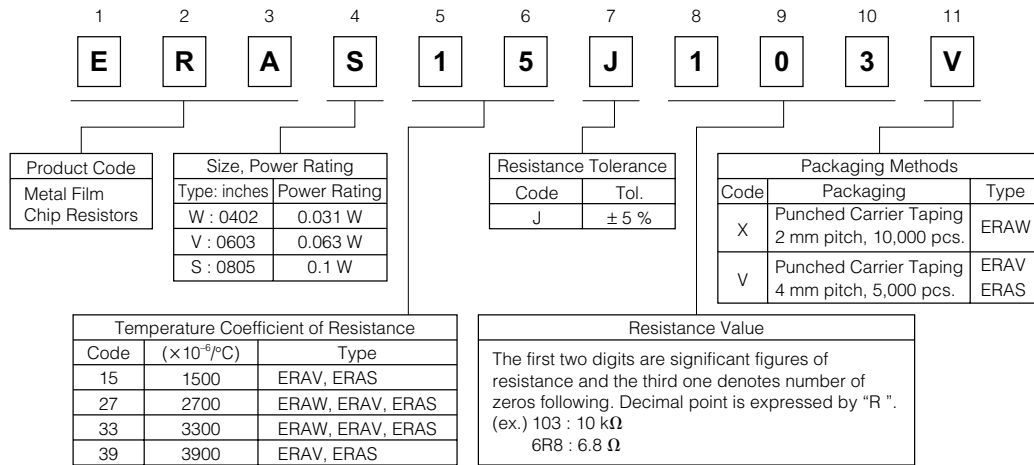 1 2 3 4 5 6 7 8 9 10 11
E R A S 1 5 J 1 0 3 V
Product Code
Metal Film
Chip Resistors
Size, Power Rating
Type: inches Power Rating
W : 0402 0.031 W
V : 0603 0.063 W
S : 0805 0.1 W
Resistance Tolerance
Code Tol.
J ± 5 %
Packaging Methods
Code Packaging Type
X Punched Carrier Taping
2 mm pitch, 10,000 pcs. ERAW
V Punched Carrier Taping ERAV
4 mm pitch, 5,000 pcs. ERAS
Temperature Coefficient of Resistance
Code (×10⁻⁶/°C) Type
15 1500 ERAV, ERAS
27 2700 ERAW, ERAV, ERAS
33 3300 ERAW, ERAV, ERAS
39 3900 ERAV, ERAS
Resistance Value
The first two digits are significant figures of
resistance and the third one denotes number of
zeros following. Decimal point is expressed by “R ”.
(ex.) 103 : 10 kΩ
6R8 : 6.8 Ω